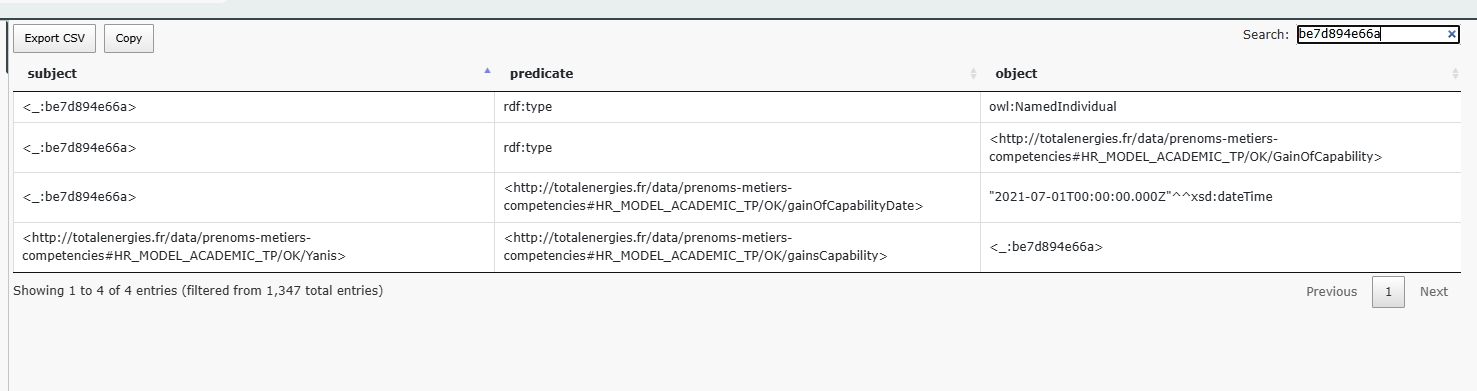 Export CSV Copy Search: be7d894e66a ×
subject predicate object
<_:be7d894e66a> rdf:type owl:NamedIndividual
<_:be7d894e66a> rdf:type <http://totalenergies.fr/data/prenoms-metiers-
competencies#HR_MODEL_ACADEMIC_TP/OK/GainOfCapability>
<_:be7d894e66a> <http://totalenergies.fr/data/prenoms-metiers-
competencies#HR_MODEL_ACADEMIC_TP/OK/gainOfCapabilityDate> "2021-07-01T00:00:00.000Z"^^xsd:dateTime
<http://totalenergies.fr/data/prenoms-metiers-
competencies#HR_MODEL_ACADEMIC_TP/OK/Yanis>
<http://totalenergies.fr/data/prenoms-metiers-
competencies#HR_MODEL_ACADEMIC_TP/OK/gainsCapability>
<_:be7d894e66a>
Showing 1 to 4 of 4 entries (filtered from 1,347 total entries) Previous 1 Next